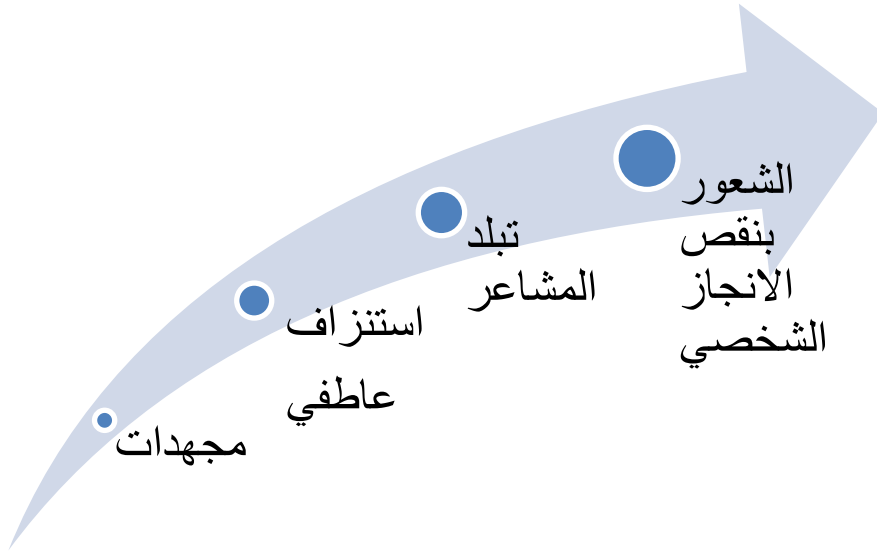 مجهدات
استنزاف
عاطفي
تبلد
المشاعر
الشعور
بنقص
الانجاز
الشخصي